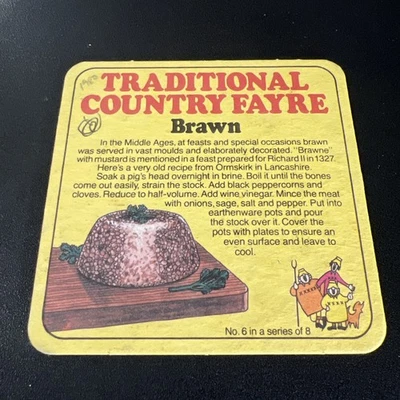 1980
TRADITIONAL
COUNTRY FAYRE
Brawn
In the Middle Ages, at feasts and special occasions brawn
was served in vast moulds and elaborately decorated. "Brawne"
with mustard is mentioned in a feast prepared for Richard II in 1327.
Here's a very old recipe from Ormskirk in Lancashire.
Soak a pig's head overnight in brine. Boil it until the bones
come out easily, strain the stock. Add black peppercorns and
cloves. Reduce to half-volume. Add wine vinegar. Mince the meat
with onions, sage, salt and pepper. Put into
earthenware pots and pour
the stock over it. Cover the
pots with plates to ensure an
even surface and leave to
cool.
No. 6 in a series of 8